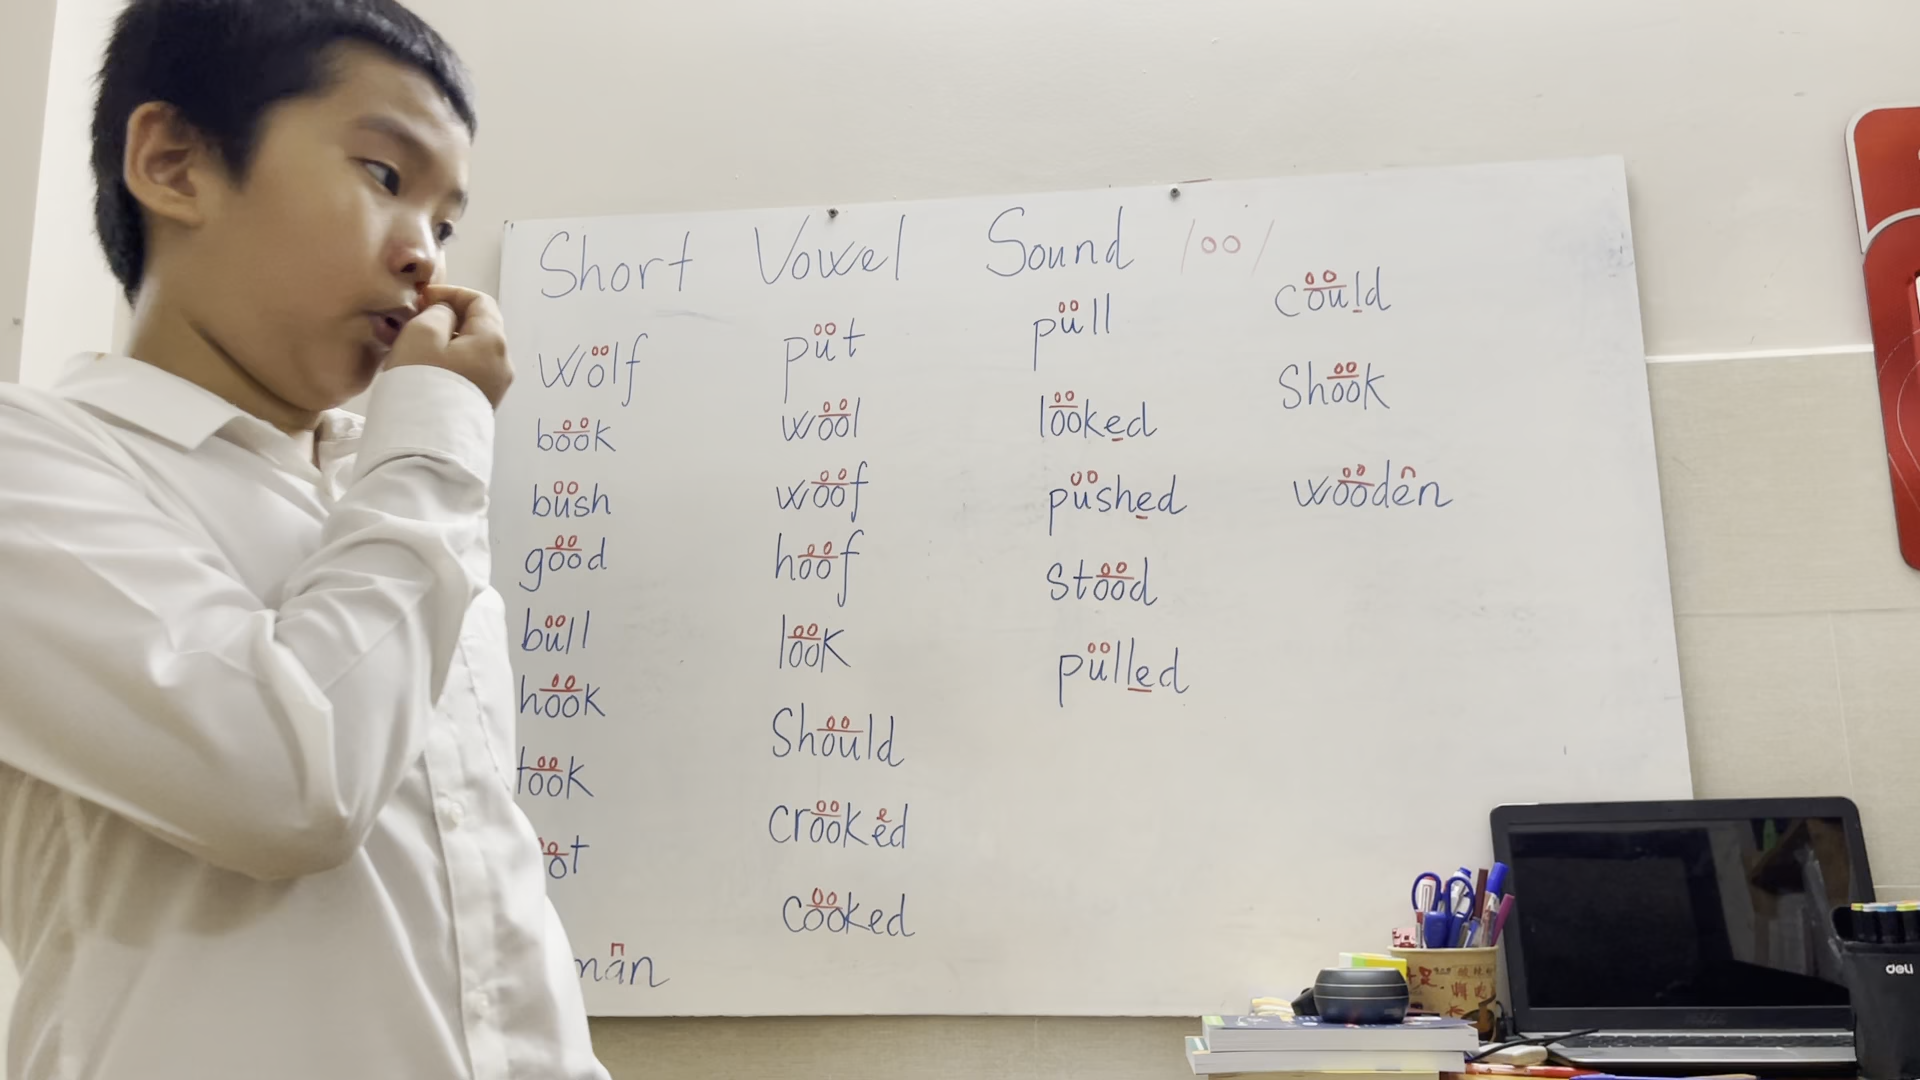 Short Vowel Sound /oo/
wolf
book
bush
good
bull
hook
took
put
wool
woof
hoof
look
Should
crooked
cooked
pull
looked
pushed
stood
pulled
could
Shook
wooden
deli